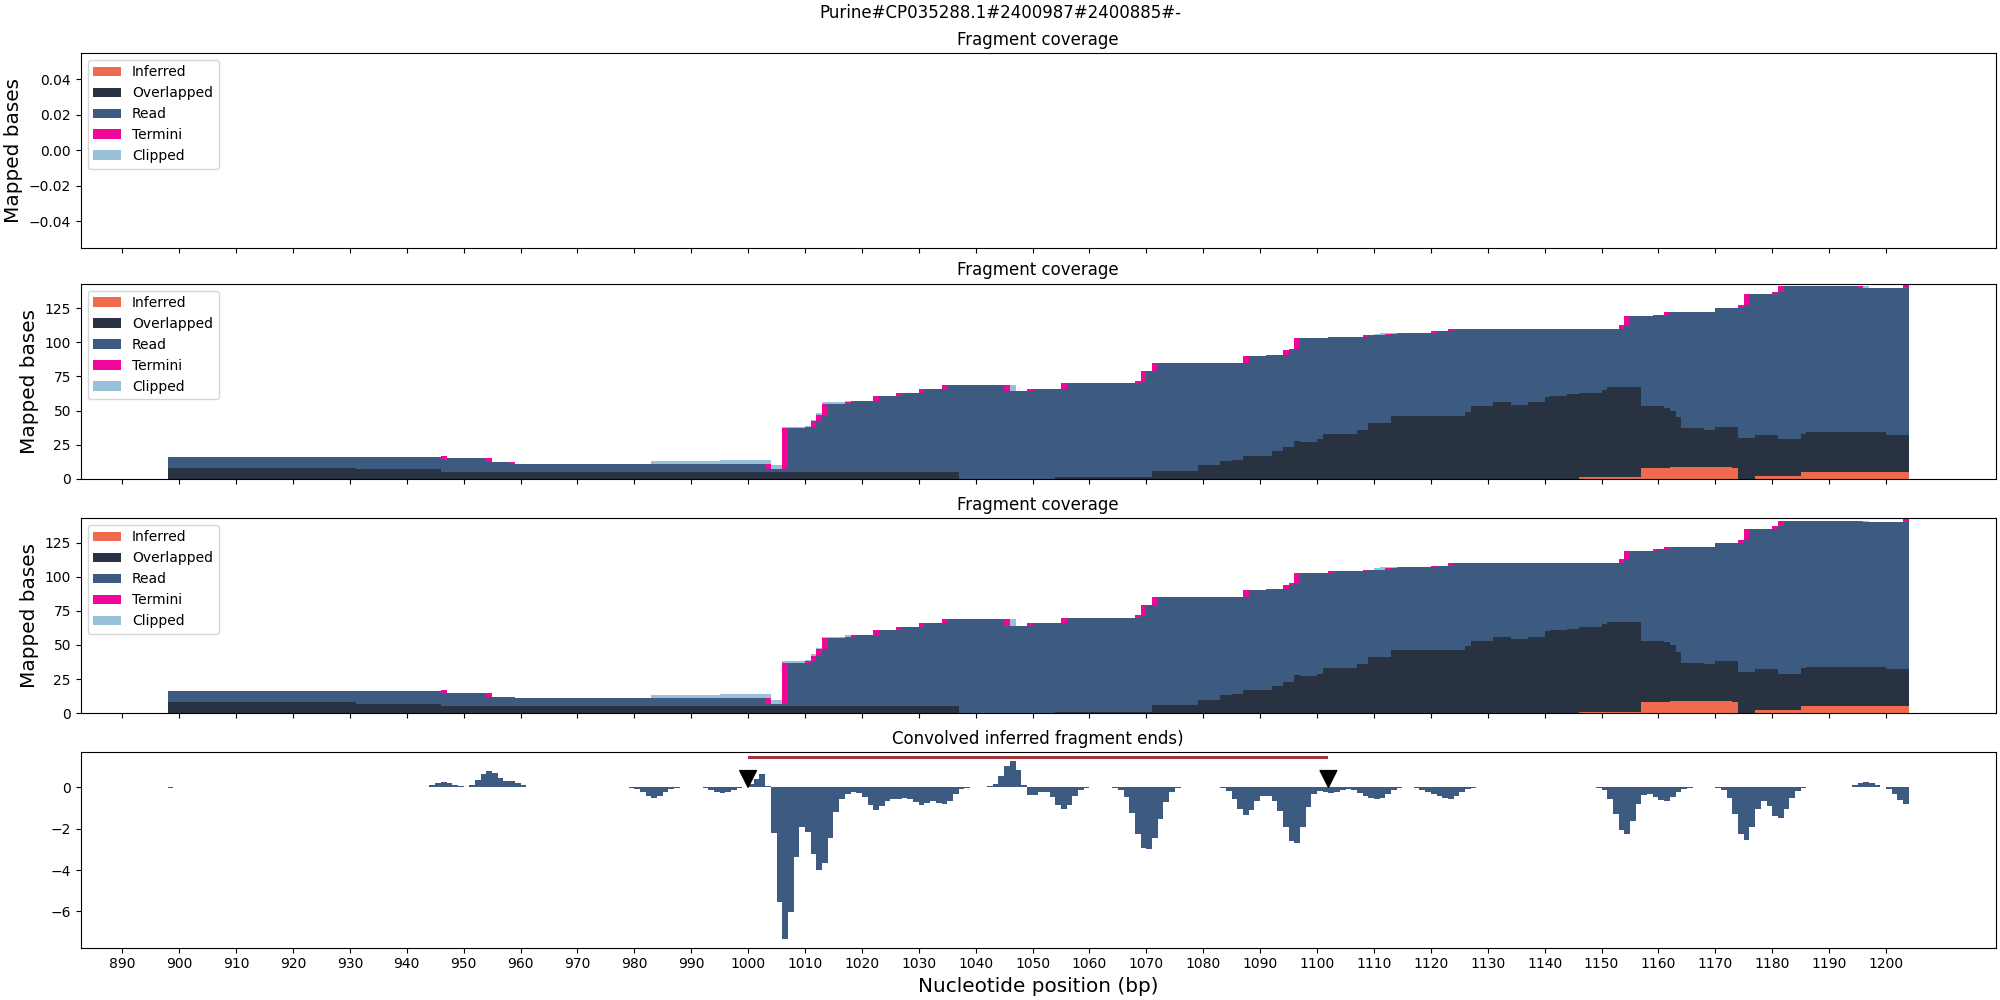 Purine#CP035288.1#2400987#2400885#-
Fragment coverage
Mapped bases
0.04
0.02
0.00
−0.02
−0.04
Inferred
Overlapped
Read
Termini
Clipped
Fragment coverage
Mapped bases
125
100
75
50
25
0
Inferred
Overlapped
Read
Termini
Clipped
Fragment coverage
Mapped bases
125
100
75
50
25
0
Inferred
Overlapped
Read
Termini
Clipped
Convolved inferred fragment ends)
0
−2
−4
−6
890 900 910 920 930 940 950 960 970 980 990 1000 1010 1020 1030 1040 1050 1060 1070 1080 1090 1100 1110 1120 1130 1140 1150 1160 1170 1180 1190 1200
Nucleotide position (bp)